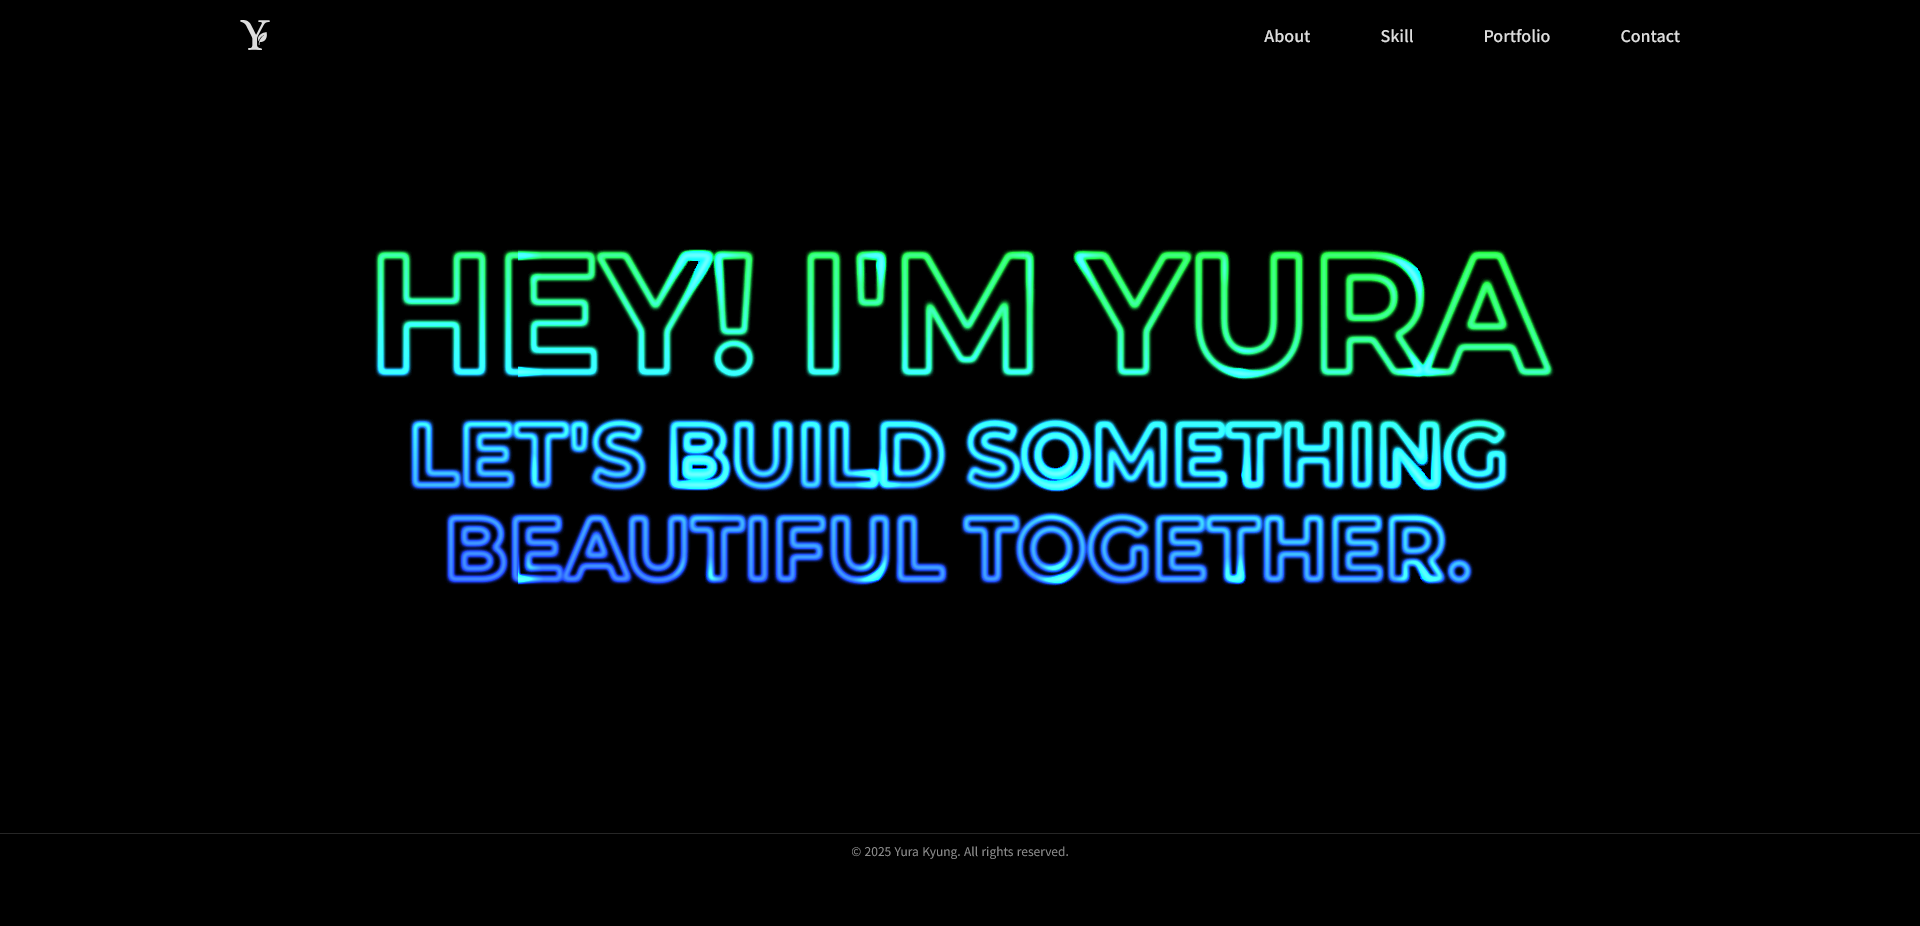 Y
About
Skill
Portfolio
Contact
HEY! I'M YURA
LET'S BUILD SOMETHING
BEAUTIFUL TOGETHER.
© 2025 Yura Kyung. All rights reserved.